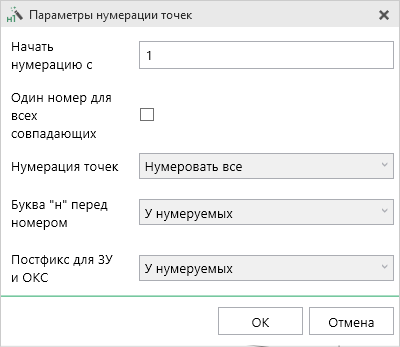 Параметры нумерации точек
Начать
нумерацию с
1
Один номер для
всех
совпадающих
Нумерация точек
Нумеровать все
Буква "н" перед
номером
У нумеруемых
Постфикс для ЗУ
и ОКС
У нумеруемых
ОК
Отмена